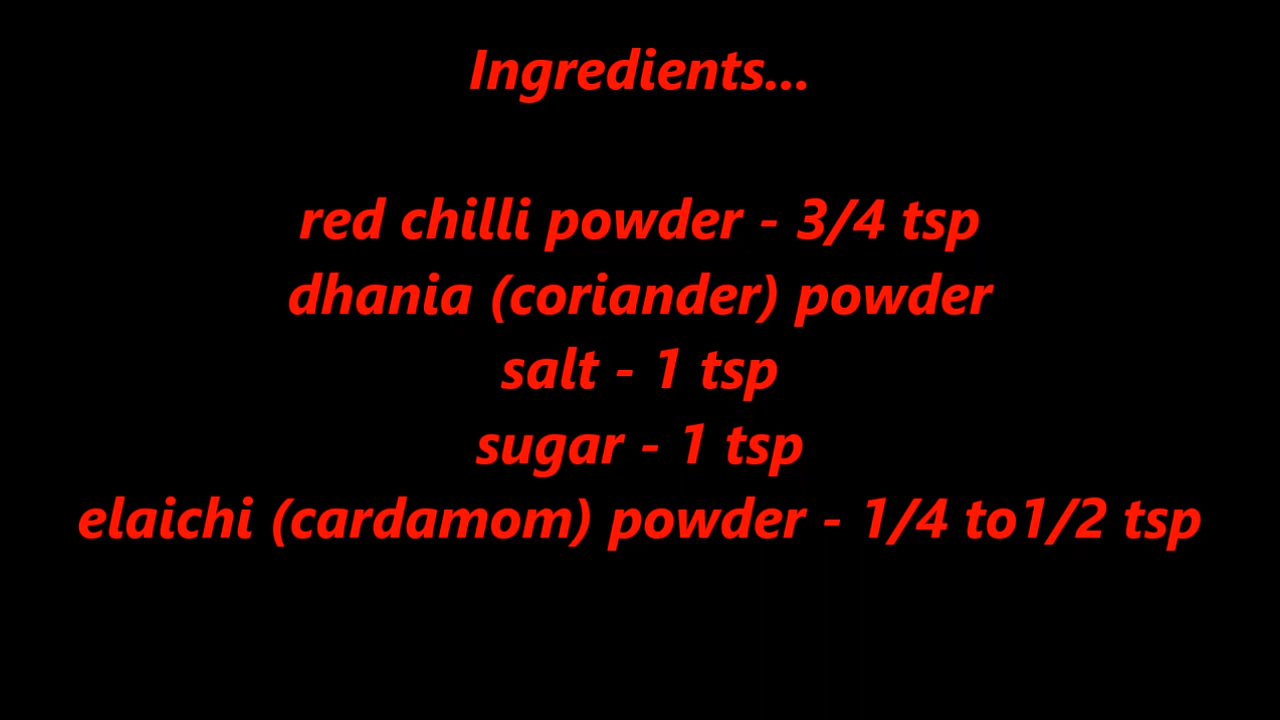 Ingredients...
red chilli powder - 3/4 tsp
dhania (coriander) powder
salt - 1 tsp
sugar - 1 tsp
elaichi (cardamom) powder - 1/4 to1/2 tsp